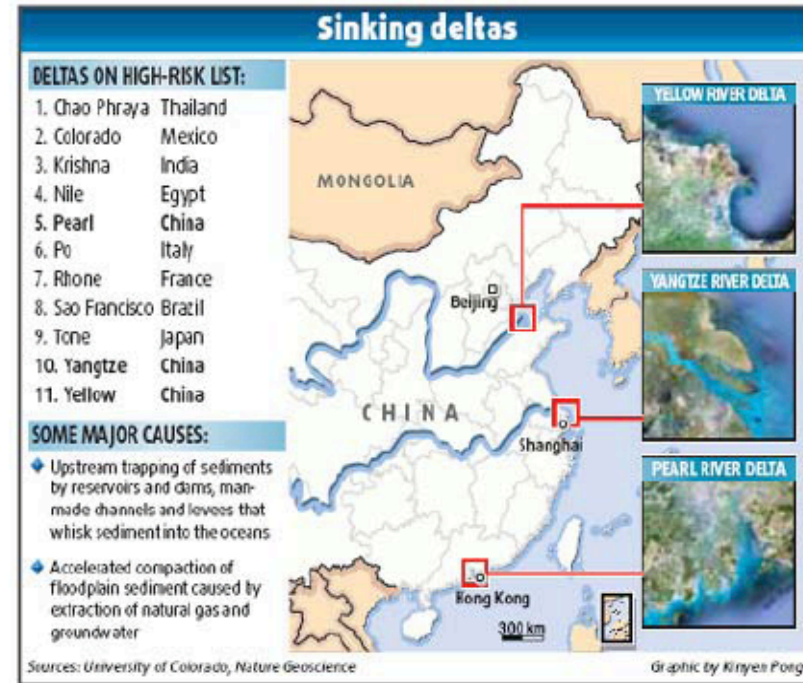 Sinking deltas
DELTAS ON HIGH-RISK LIST:
1. Chao Phraya Thailand
2. Colorado Mexico
3. Krishna India
4. Nile Egypt
5. Pearl China
6. Po Italy
7. Rhone France
8. Sao Francisco Brazil
9. Tone Japan
10. Yangtze China
11. Yellow China
SOME MAJOR CAUSES:
Upstream trapping of sediments
by reservoirs and dams, man-
made channels and levees that
whisk sediment into the oceans
Accelerated compaction of
floodplain sediment caused by
extraction of natural gas and
groundwater
MONGOLIA
Beijing
CHINA
Shanghai
Hong Kong
300 km
YELLOW RIVER DELTA
YANGTZE RIVER DELTA
PEARL RIVER DELTA
Sources: University of Colorado, Nature Geoscience
Graphic by Kinyen Pong